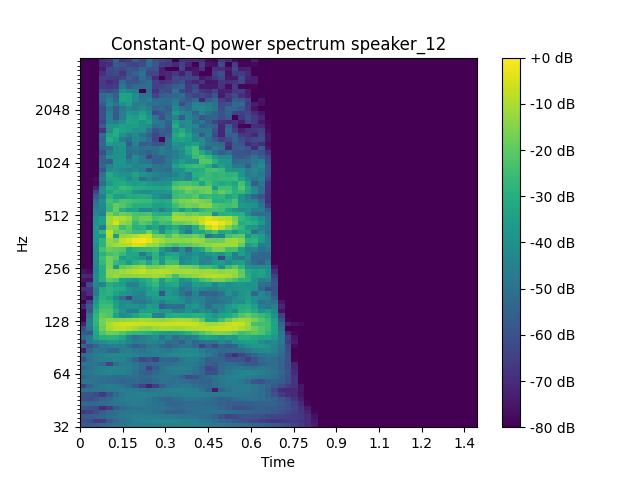 Constant-Q power spectrum speaker_12
Hz
2048
1024
512
256
128
64
32
0 0.15 0.3 0.45 0.6 0.75 0.9 1.1 1.2 1.4
Time
+0 dB
-10 dB
-20 dB
-30 dB
-40 dB
-50 dB
-60 dB
-70 dB
-80 dB